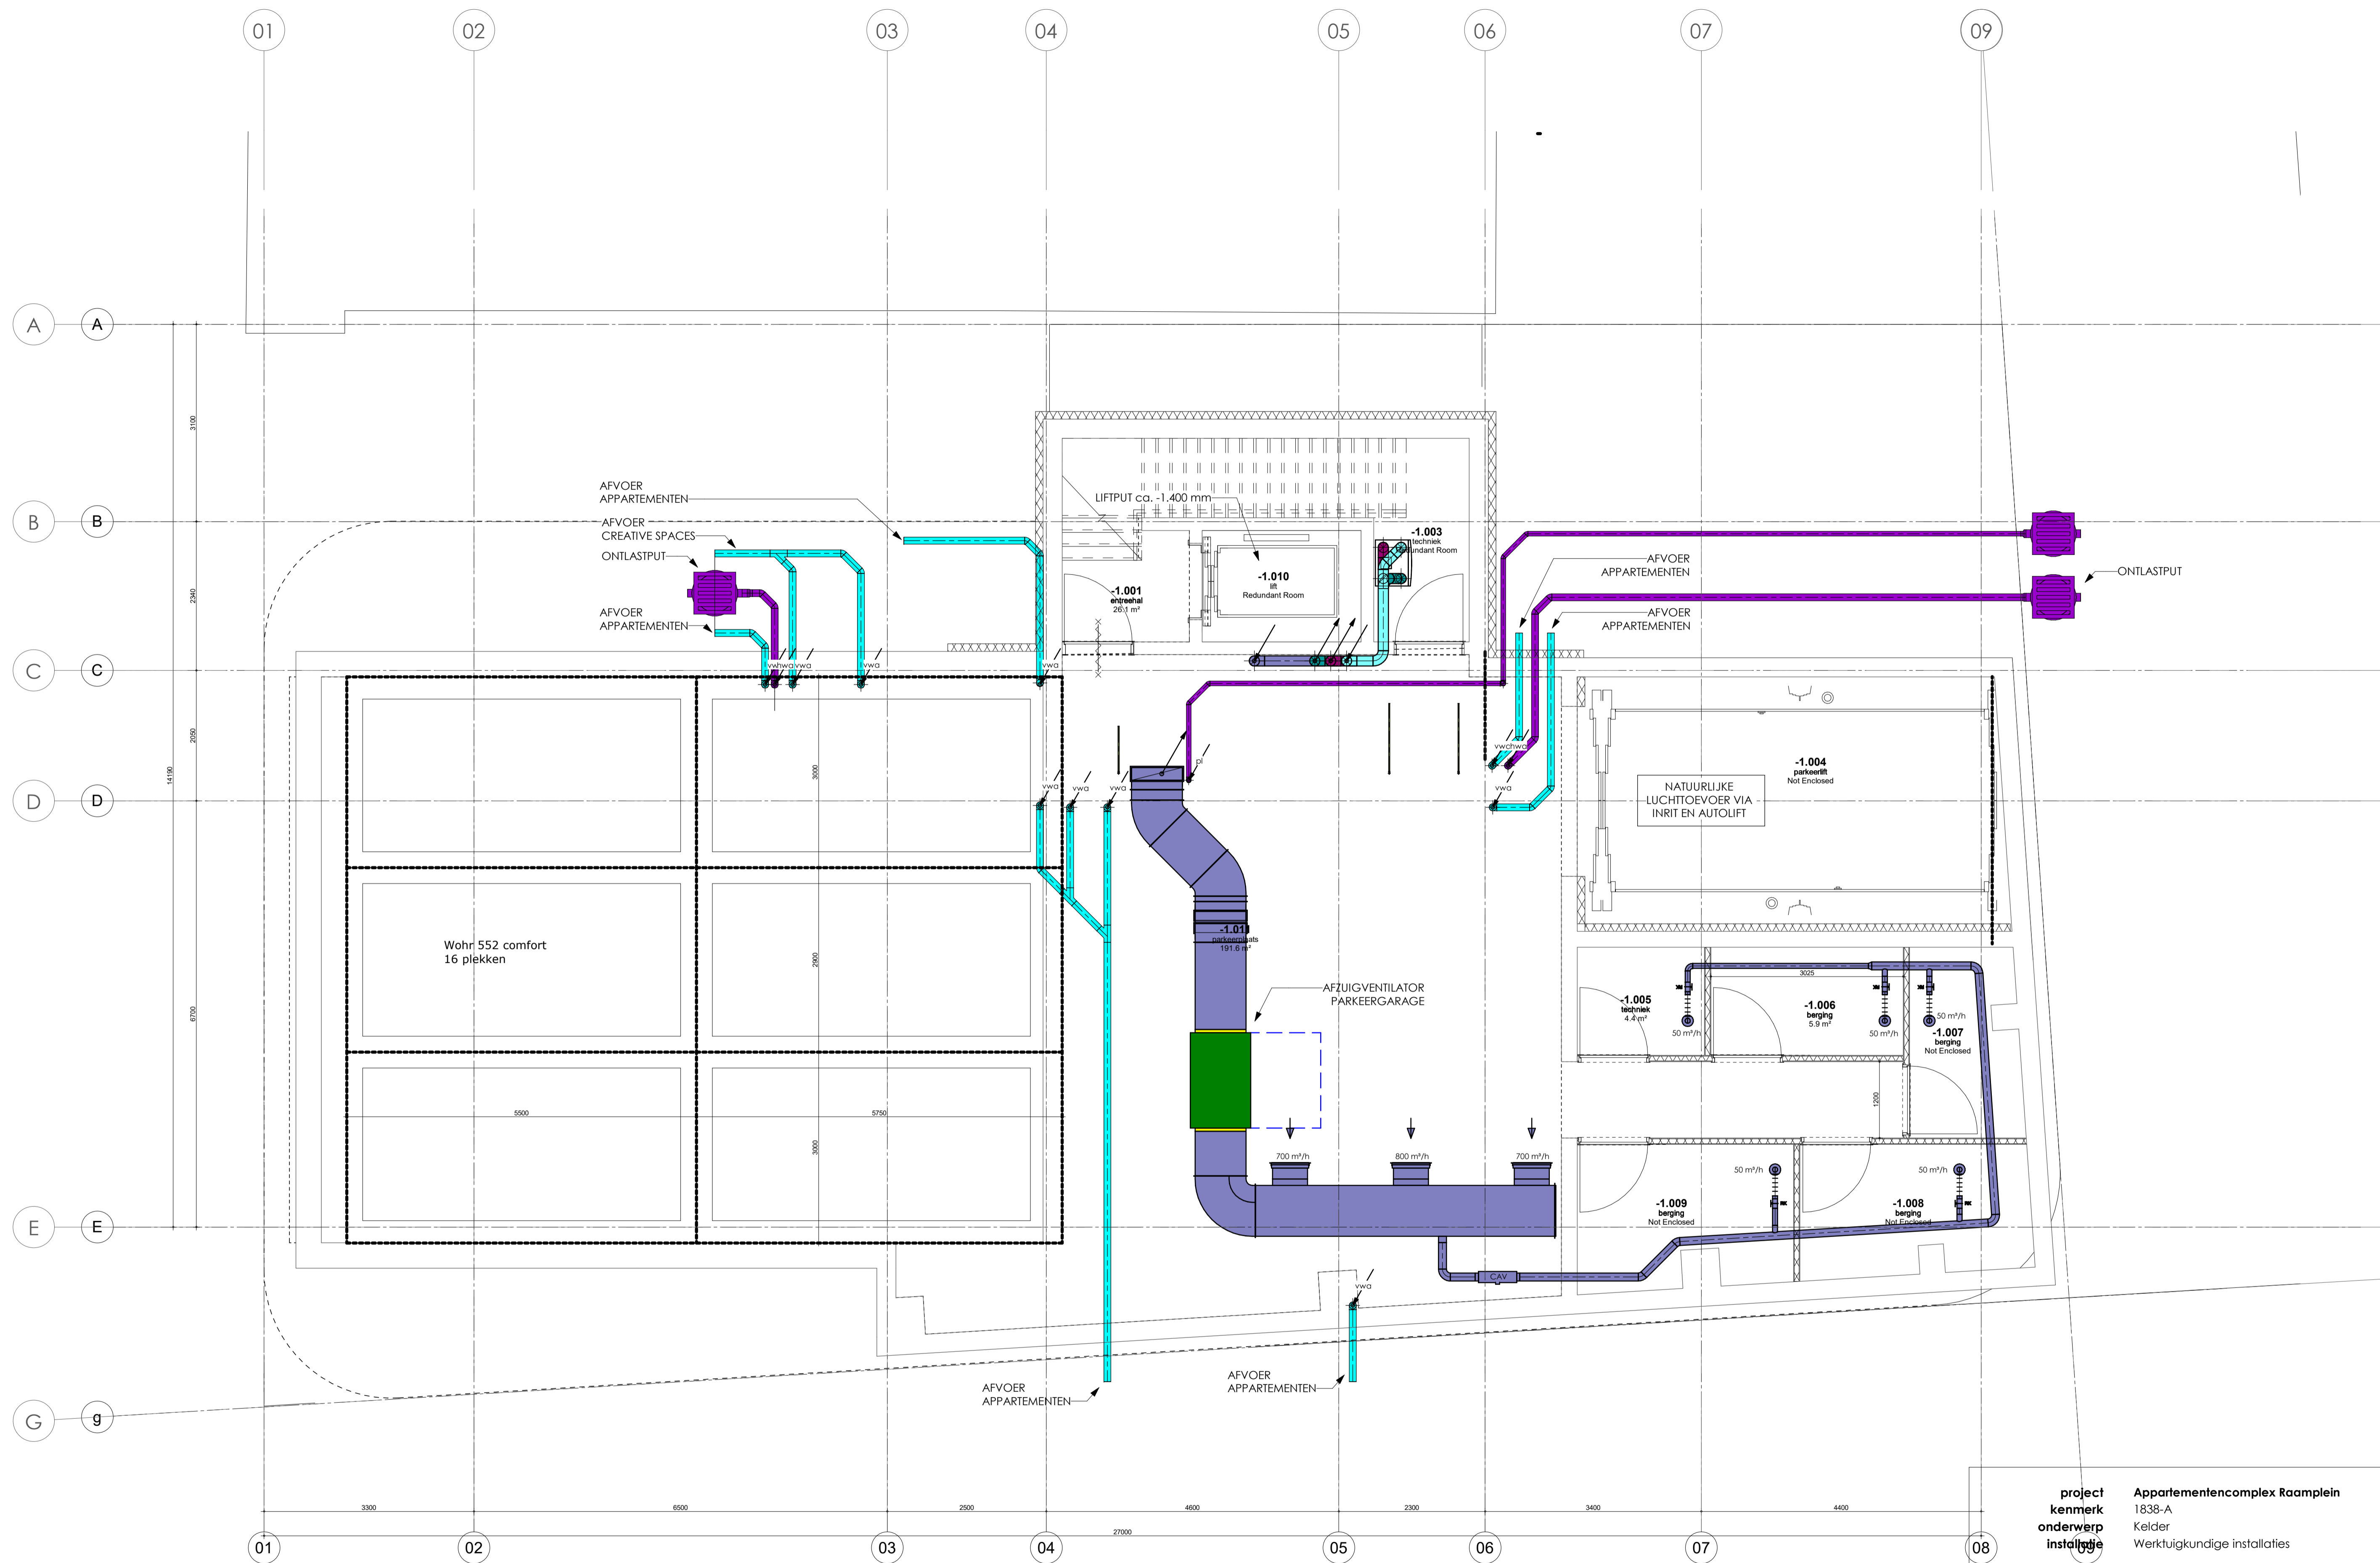 01
02
03
04
05
06
07
09
A
A
3100
AFVOER
APPARTEMENTEN
LIFTPUT ca. -1.400 mm
B
B
AFVOER
CREATIVE SPACES
-1.003
techniek
ONTLASTPUT
AFVOER
APPARTEMENTEN
ONTLASTPUT
-1.010
lift
Redundant Room
-1.001
entreehal
26.1 m²
2340
AFVOER
APPARTEMENTEN
AFVOER
APPARTEMENTEN
C
C
vwa
vwa
vwa
2050
14190
vwa
pl
3000
vwa
vwa
vwa
vwa
-1.004
parkeerlift
Not Enclosed
NATUURLIJKE
LUCHTTOEVOER VIA
INRIT EN AUTOLIFT
D
D
Wohr 552 comfort
16 plekken
2900
parkeerplaats
191.6 m²
3025
AFZUIGVENTILATOR
PARKEERGARAGE
-1.005
techniek
4.4 m²
50 m³/h
-1.006
berging
5.9 m²
50 m³/h
50 m³/h
-1.007
berging
Not Enclosed
6700
5500
5750
3000
1200
700 m³/h
800 m³/h
700 m³/h
50 m³/h
50 m³/h
-1.009
berging
Not Enclosed
-1.008
berging
Not Enclosed
E
E
CAV
vwa
AFVOER
APPARTEMENTEN
AFVOER
APPARTEMENTEN
G
g
3300
6500
2500
4600
2300
3400
4400
27000
01
02
03
04
05
06
07
08
09
project Appartementencomplex Raamplein
kenmerk 1838-A
onderwerp Kelder
installatie Werktuigkundige installaties